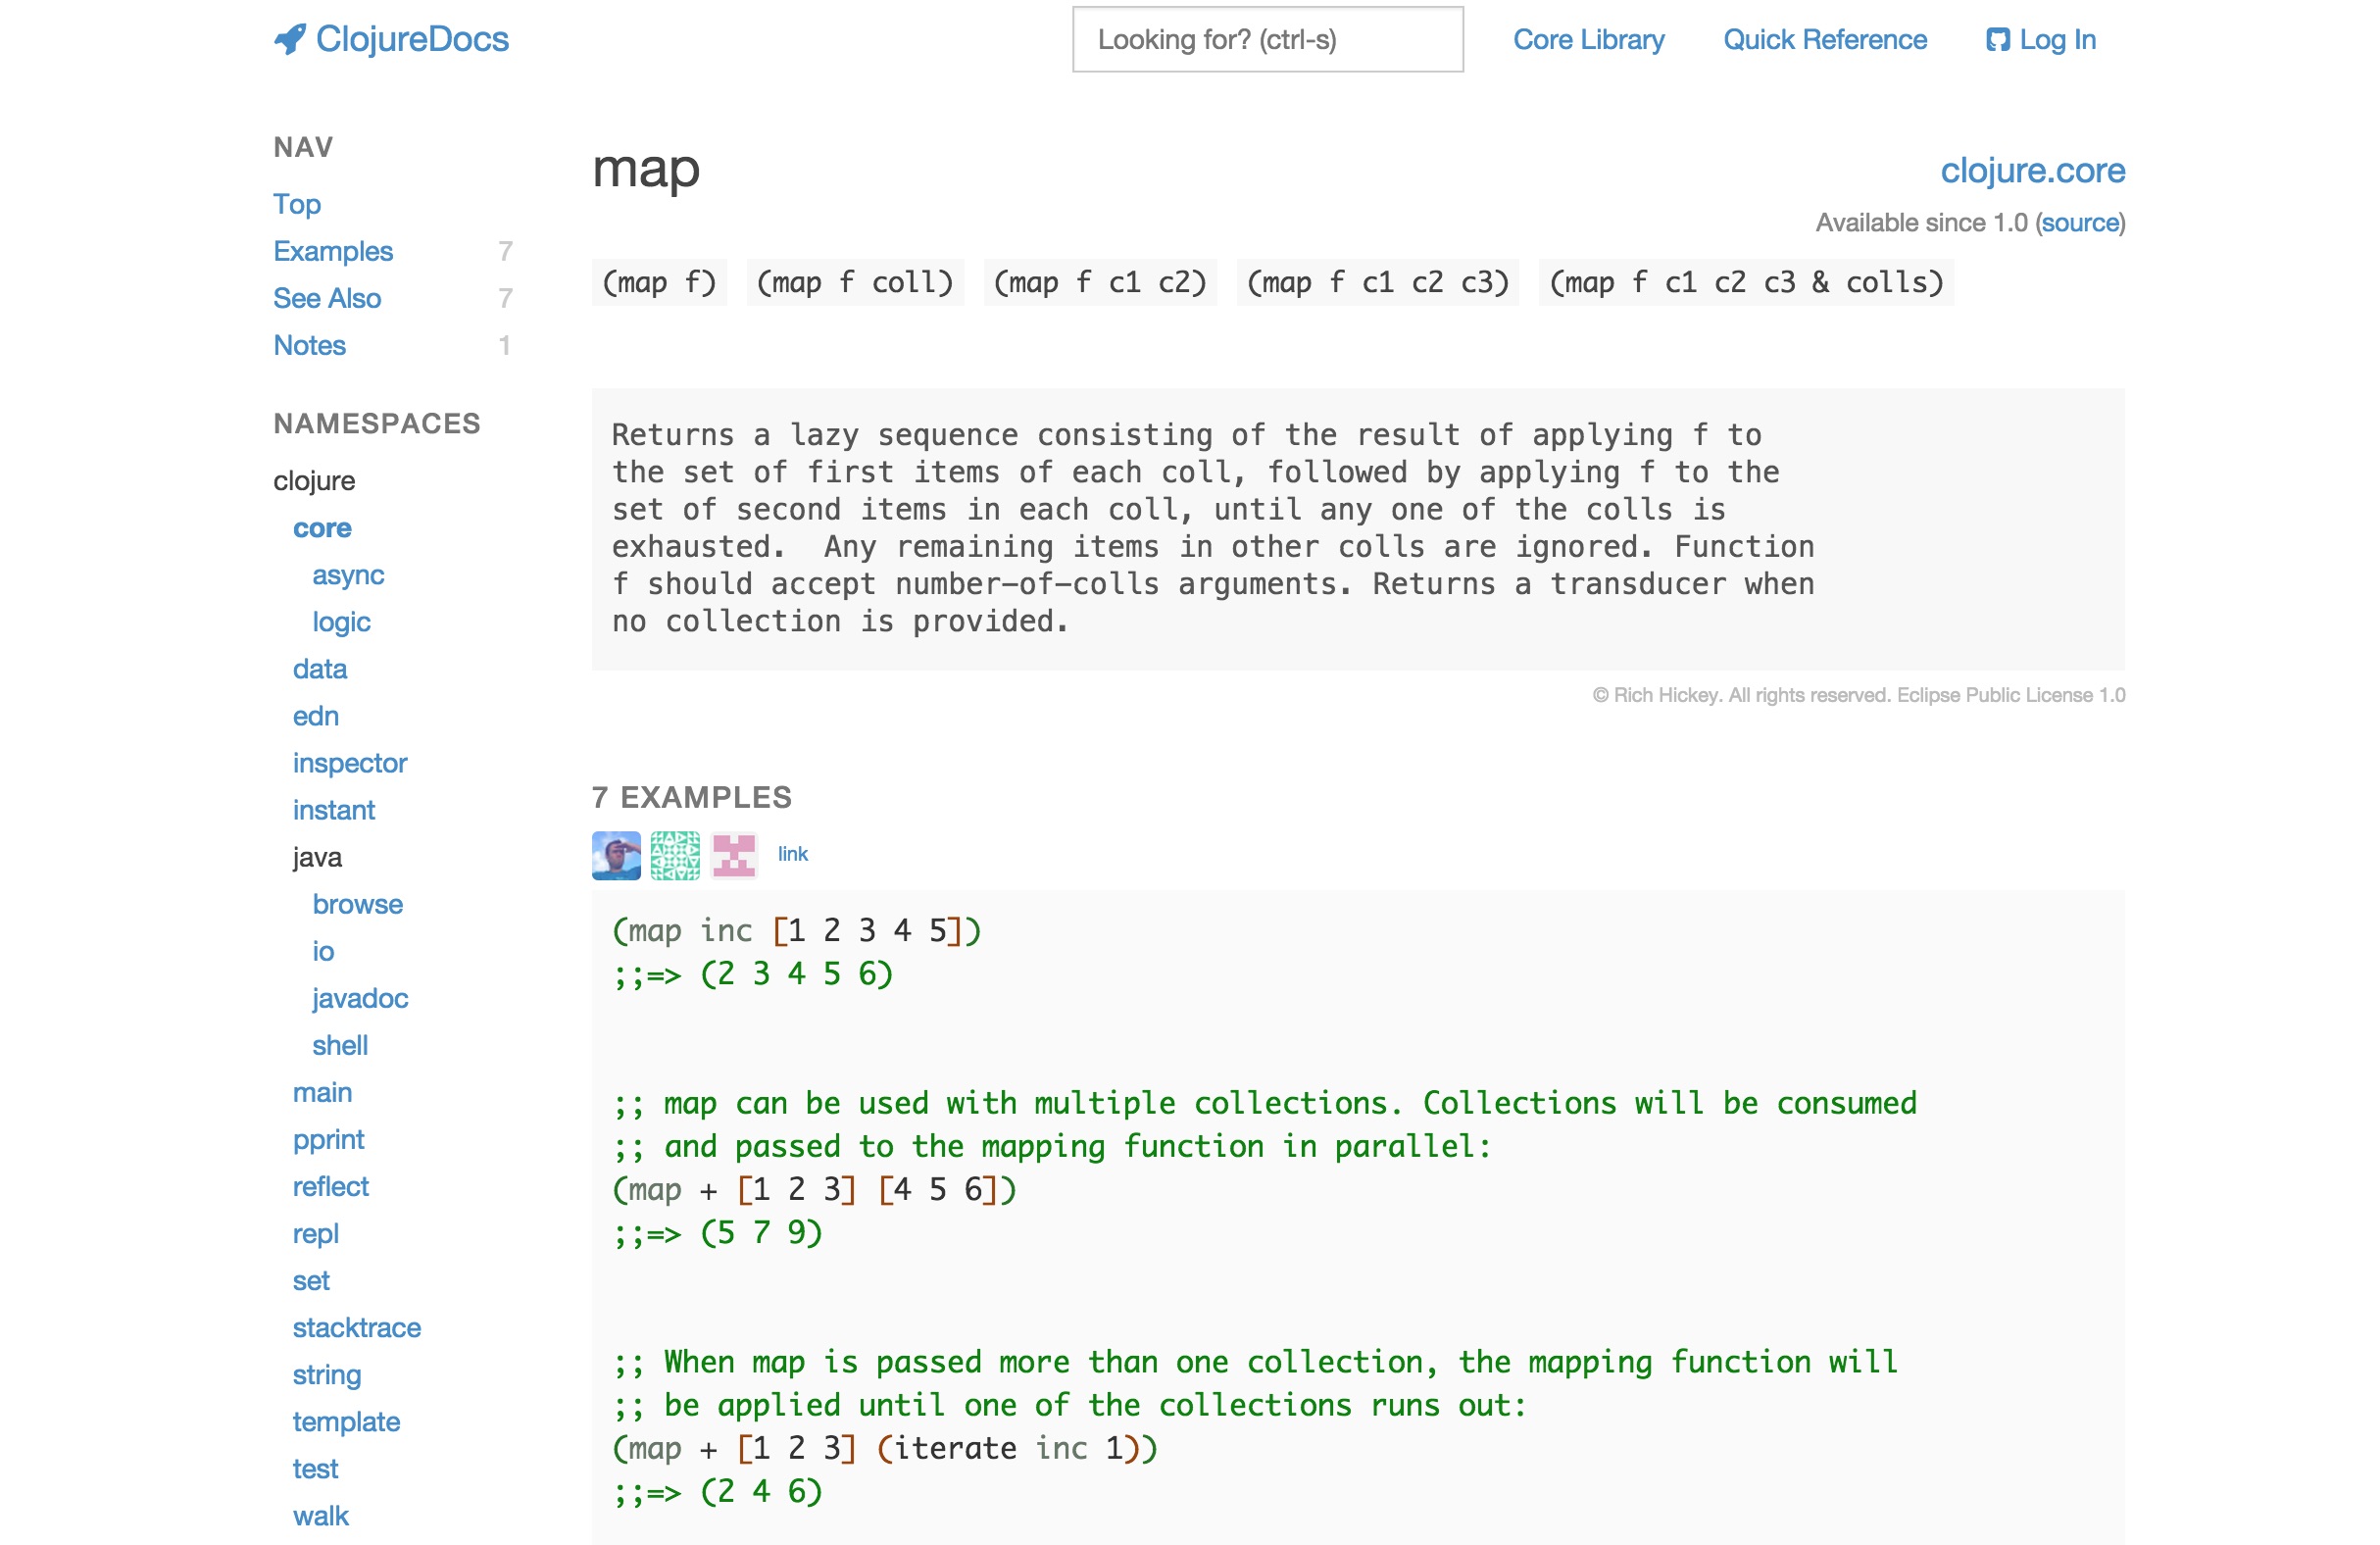 ClojureDocs
Looking for? (ctrl-s)
Core Library
Quick Reference
Log In
NAV
Top
Examples 7
See Also 7
Notes 1
NAMESPACES
clojure
core
async
logic
data
edn
inspector
instant
java
browse
io
javadoc
shell
main
pprint
reflect
repl
set
stacktrace
string
template
test
walk
map
clojure.core
Available since 1.0 (source)
(map f) (map f coll) (map f c1 c2) (map f c1 c2 c3) (map f c1 c2 c3 & colls)
Returns a lazy sequence consisting of the result of applying f to
the set of first items of each coll, followed by applying f to the
set of second items in each coll, until any one of the colls is
exhausted.  Any remaining items in other colls are ignored. Function
f should accept number-of-colls arguments. Returns a transducer when
no collection is provided.
© Rich Hickey. All rights reserved. Eclipse Public License 1.0
7 EXAMPLES
link
(map inc [1 2 3 4 5])
;;=> (2 3 4 5 6)
;; map can be used with multiple collections. Collections will be consumed
;; and passed to the mapping function in parallel:
(map + [1 2 3] [4 5 6])
;;=> (5 7 9)
;; When map is passed more than one collection, the mapping function will
;; be applied until one of the collections runs out:
(map + [1 2 3] (iterate inc 1))
;;=> (2 4 6)